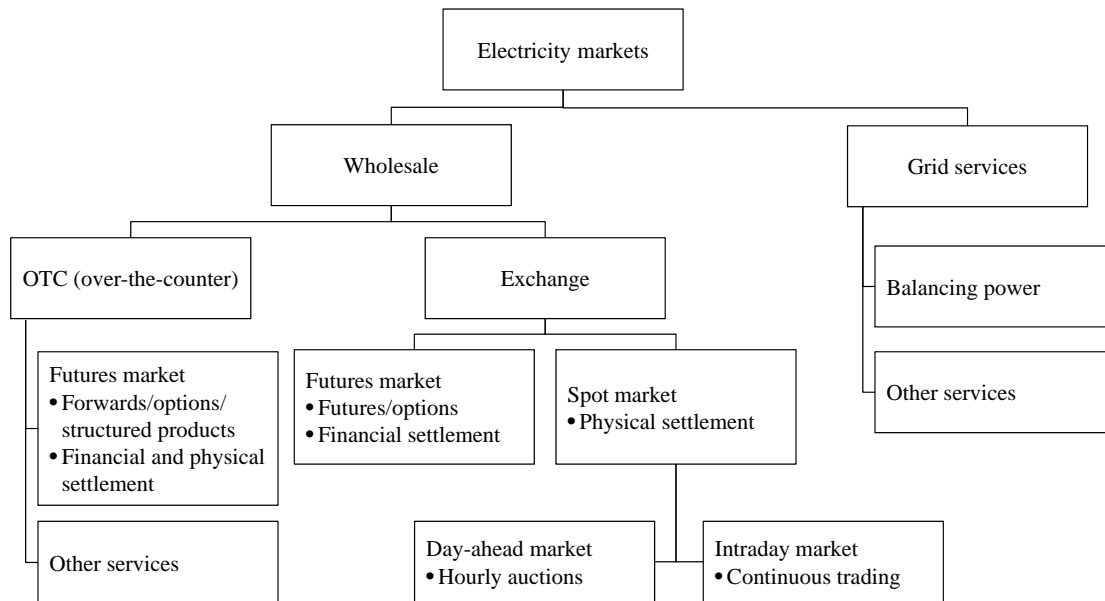 Electricity markets
Wholesale
Grid services
OTC (over-the-counter)
Exchange
Balancing power
Other services
Futures market
• Forwards/options/
structured products
• Financial and physical
settlement
Other services
Futures market
• Futures/options
• Financial settlement
Spot market
• Physical settlement
Day-ahead market
• Hourly auctions
Intraday market
• Continuous trading